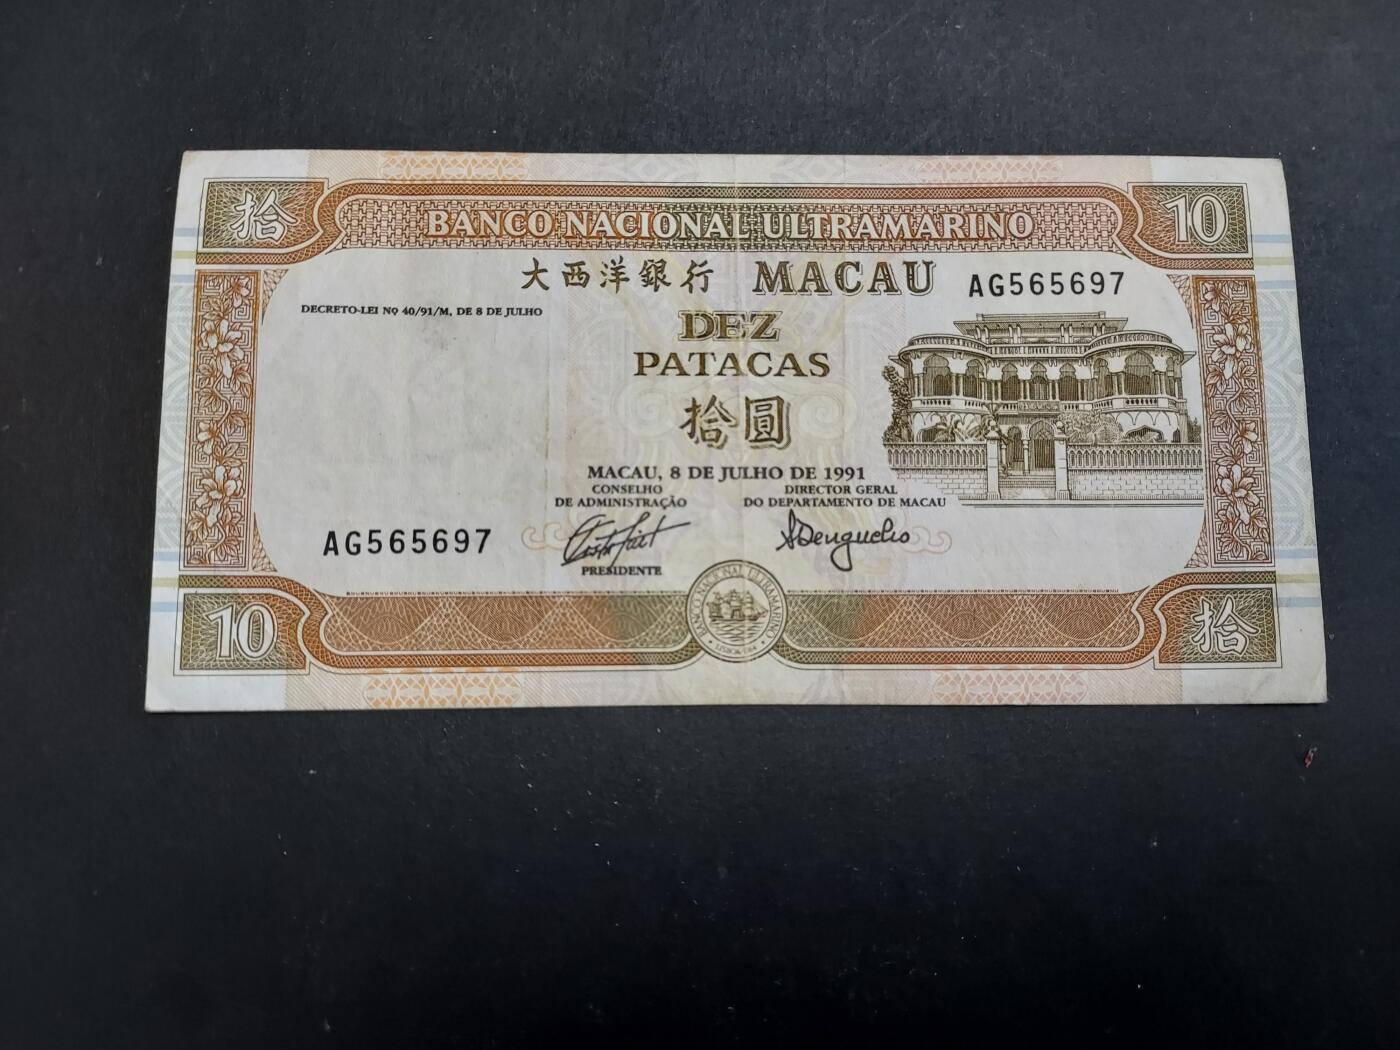 拾 BANCO NACIONAL ULTRAMARINO 10
大西洋銀行 MACAU AG565697
DECRETO-LEI Nº 40/91/M, DE 8 DE JULHO
DEZ
PATACAS
拾圓
MACAU, 8 DE JULHO DE 1991
CONSELHO
DE ADMINISTRAÇÃO
DIRECTOR GERAL
DO DEPARTAMENTO DE MACAU
AG565697
PRESIDENTE
10 BANCO NACIONAL ULTRAMARINO 拾